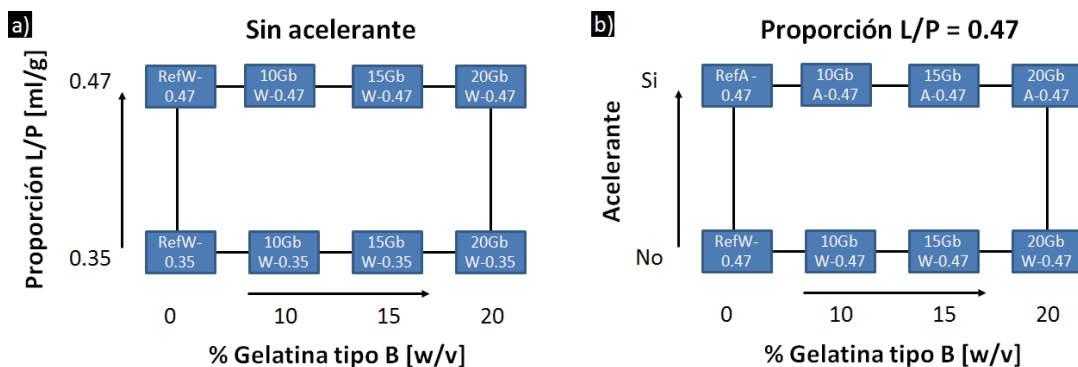 a)
Sin acelerante
Proporción L/P [ml/g]
0.47
RefW-
0.47
10Gb
W-0.47
15Gb
W-0.47
20Gb
W-0.47
0.35
RefW-
0.35
10Gb
W-0.35
15Gb
W-0.35
20Gb
W-0.35
0
10
15
20
% Gelatina tipo B [w/v]
b)
Proporción L/P = 0.47
Acelerante
Si
RefA -
0.47
10Gb
A-0.47
15Gb
A-0.47
20Gb
A-0.47
No
RefW-
0.47
10Gb
W-0.47
15Gb
W-0.47
20Gb
W-0.47
0
10
15
20
% Gelatina tipo B [w/v]